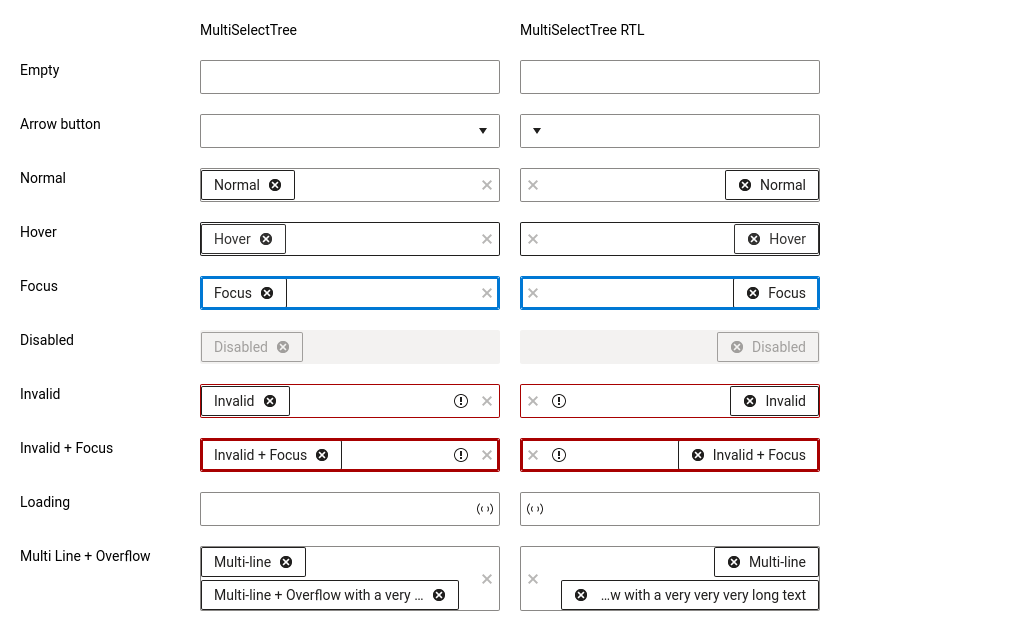 MultiSelectTree MultiSelectTree RTL
Empty
Arrow button
Normal Normal Normal
Hover Hover Hover
Focus Focus Focus
Disabled Disabled Disabled
Invalid Invalid Invalid
Invalid + Focus Invalid + Focus Invalid + Focus
Loading
Multi Line + Overflow Multi-line Multi-line
Multi-line + Overflow with a very ... ...w with a very very very long text